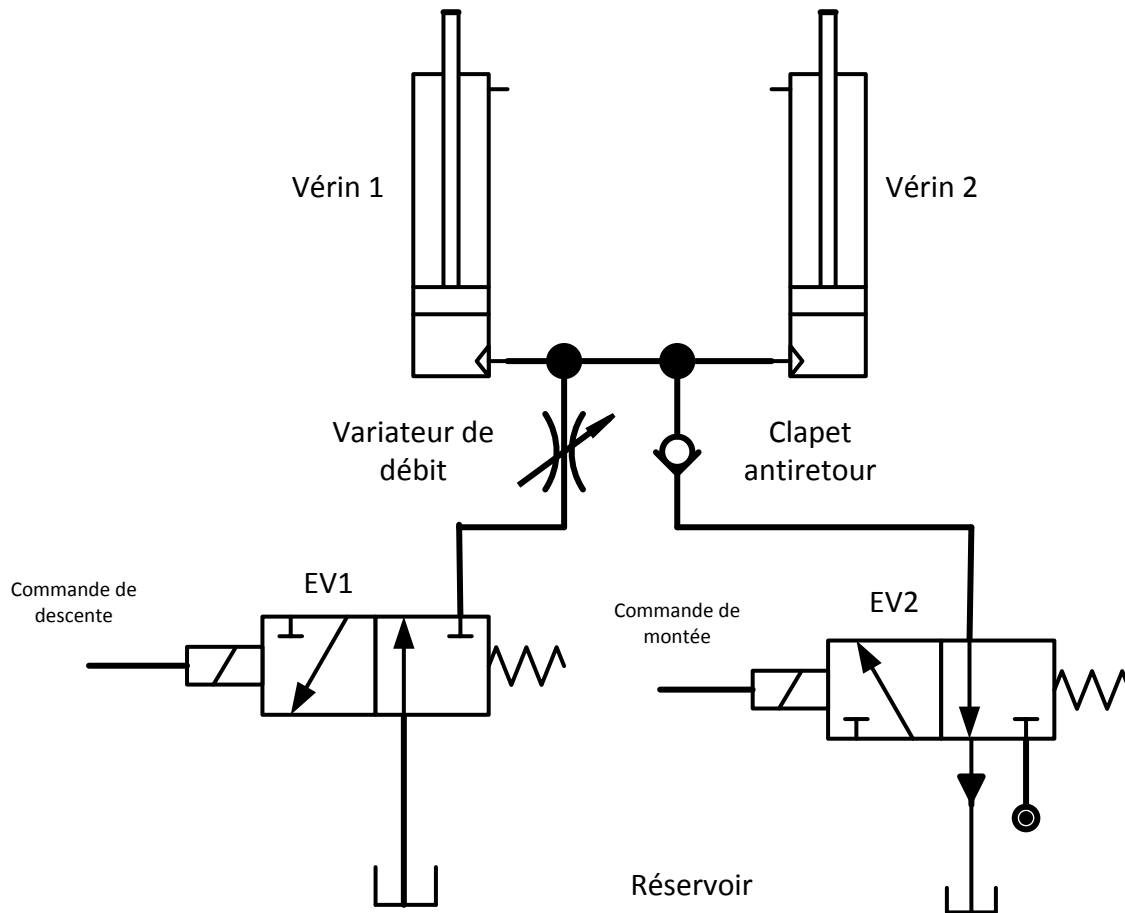 Vérin 1
Vérin 2
Variateur de
débit
Clapet
antiretour
Commande de
descente
EV1
Commande de
montée
EV2
Réservoir